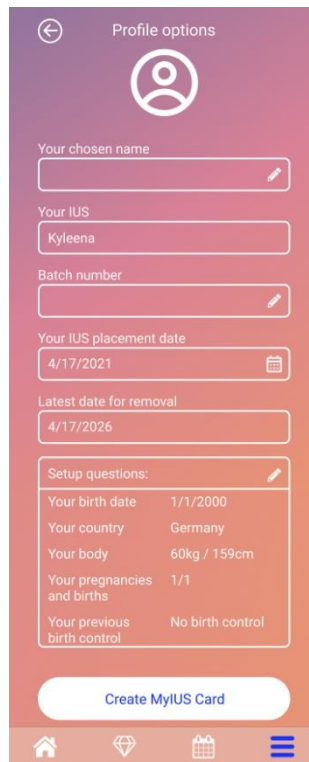 Profile options
Your chosen name
Your IUS
Kyleena
Batch number
Your IUS placement date
4/17/2021
Latest date for removal
4/17/2026
Setup questions:
Your birth date 1/1/2000
Your country Germany
Your body 60kg / 159cm
Your pregnancies 1/1
and births
Your previous No birth control
birth control
Create MyIUS Card